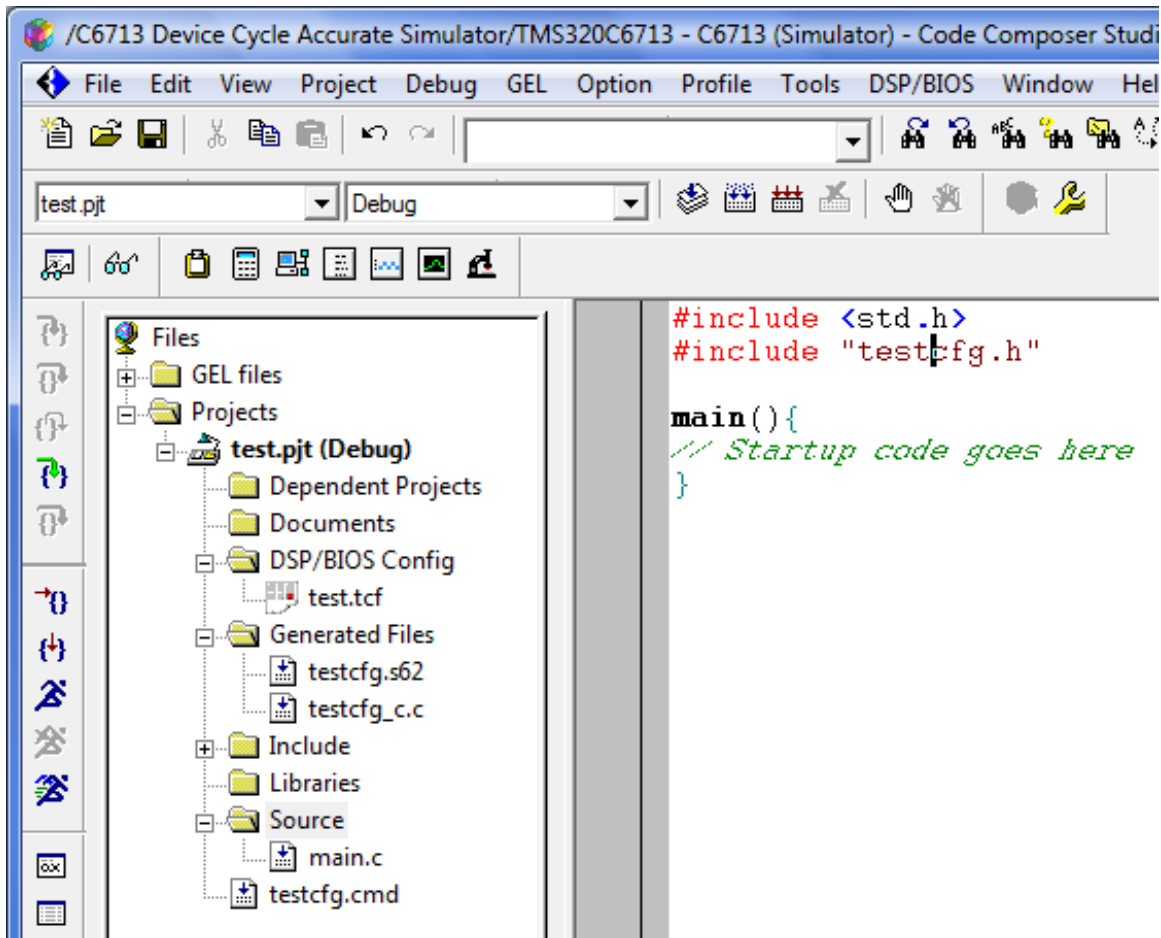 /C6713 Device Cycle Accurate Simulator/TMS320C6713 - C6713 (Simulator) - Code Composer Studi
File Edit View Project Debug GEL Option Profile Tools DSP/BIOS Window Hel
test.pjt Debug
Files
GEL files
Projects
test.pjt (Debug)
Dependent Projects
Documents
DSP/BIOS Config
test.tcf
Generated Files
testcfg.s62
testcfg_c.c
Include
Libraries
Source
main.c
testcfg.cmd
#include <std.h>
#include "testcfg.h"
main(){
// Startup code goes here
}